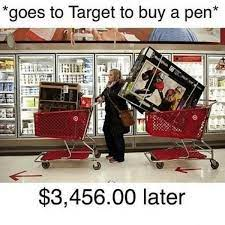 *goes to Target to buy a pen*
$3,456.00 later